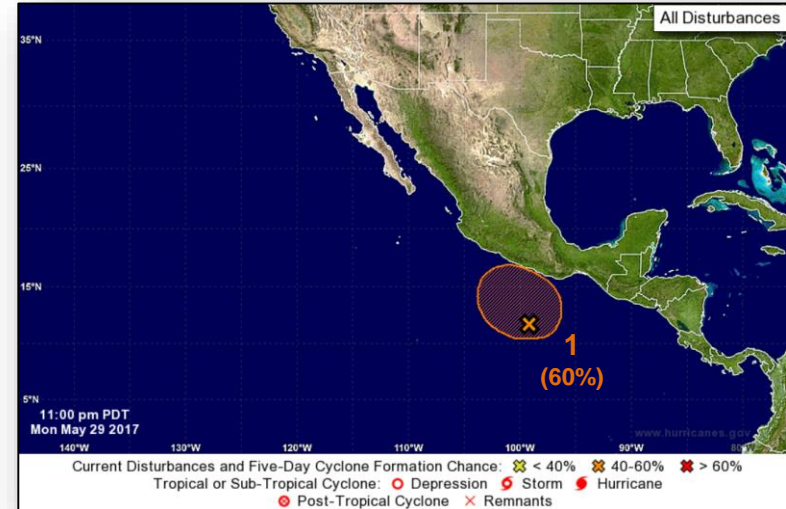 All Disturbances
35°N
25°N
15°N
1
(60%)
5°N
11:00 pm PDT
Mon May 29 2017
www.hurricanes.gov
140°W 130°W 120°W 110°W 100°W 90°W 80°W
Current Disturbances and Five-Day Cyclone Formation Chance: < 40% 40-60% > 60%
Tropical or Sub-Tropical Cyclone: Depression Storm Hurricane
Post-Tropical Cyclone Remnants